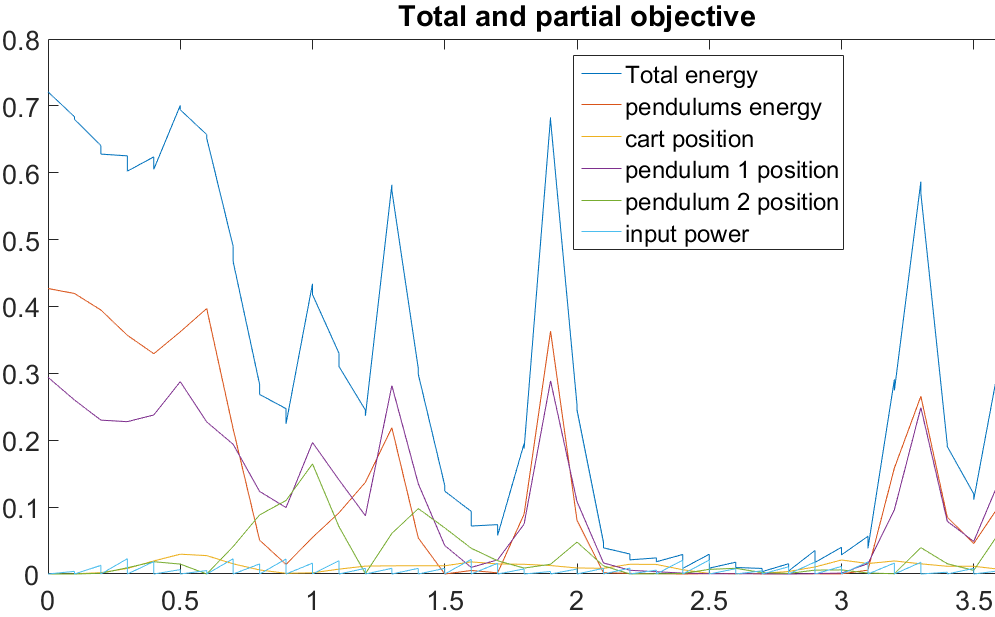 Total and partial objective
0.8
0.7
0.6
0.5
0.4
0.3
0.2
0.1
0
Total energy
pendulums energy
cart position
pendulum 1 position
pendulum 2 position
input power
0 0.5 1 1.5 2 2.5 3 3.5